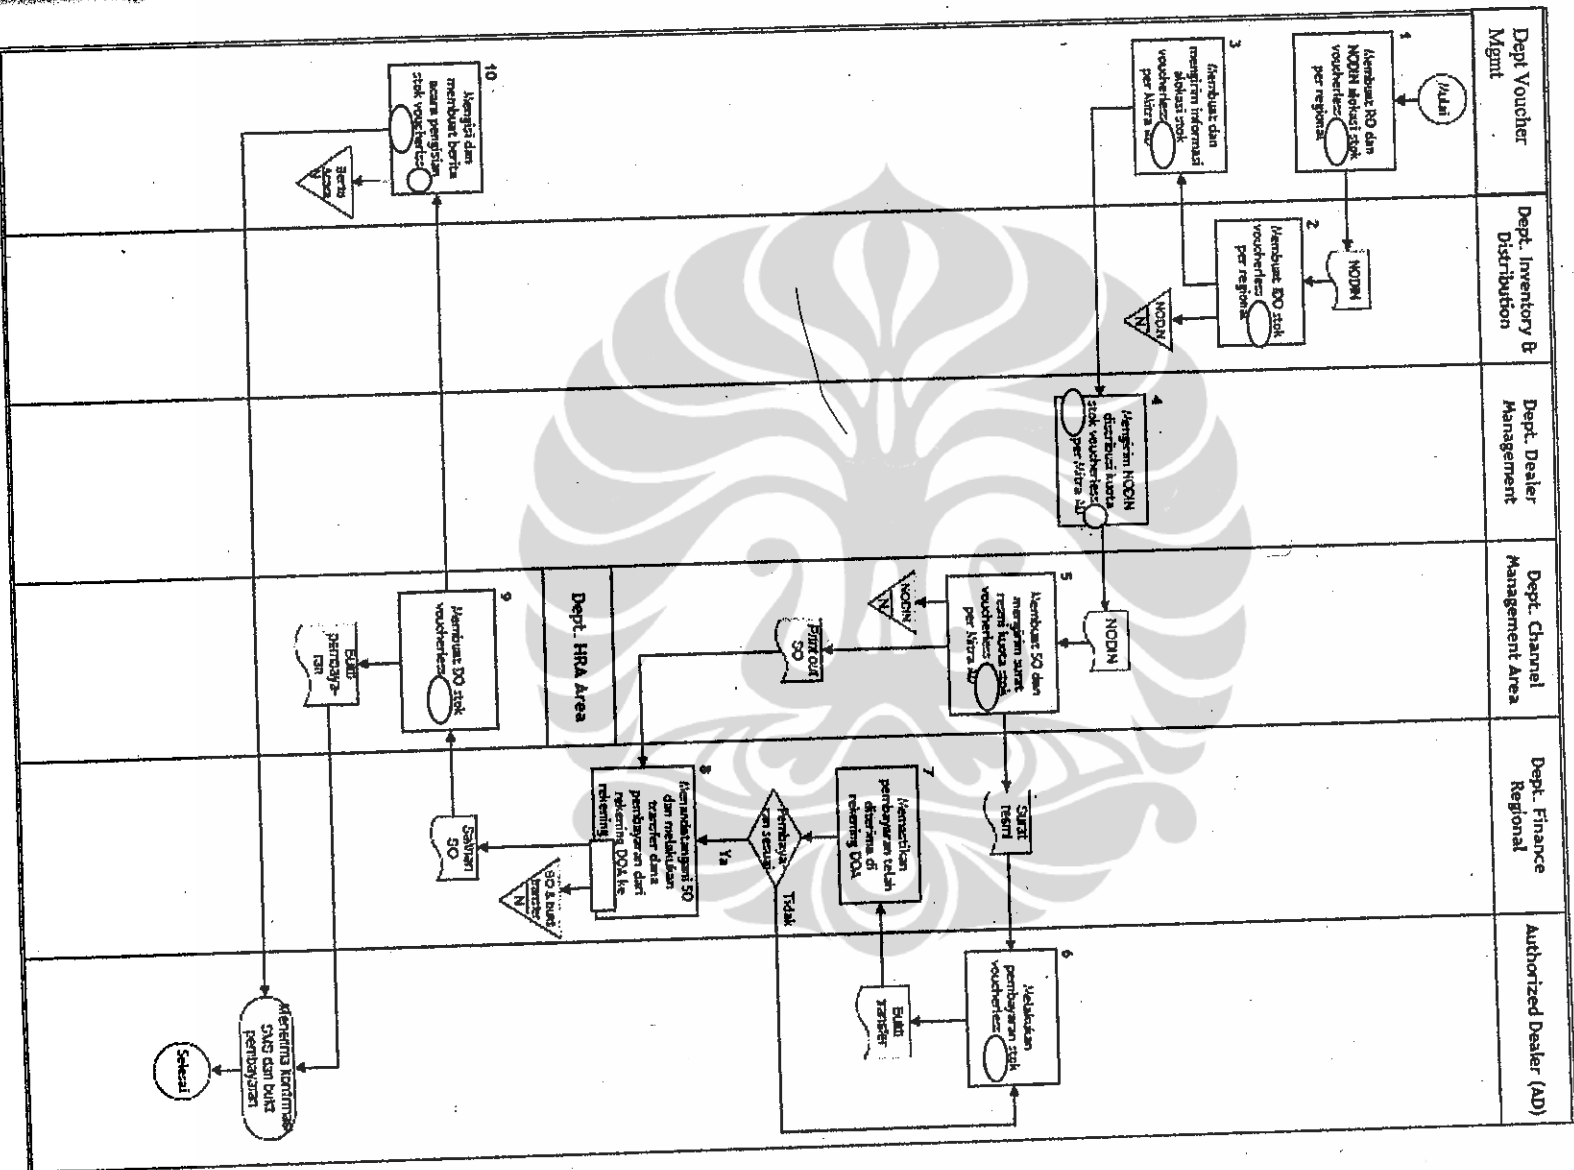 Dept Voucher
Mgmt
Dept. Inventory &
Distribution
Dept. Dealer
Management
Dept. Channel
Management Area
Dept. Finance
Regional
Authorized Dealer (AD)
Mulai
1
Membuat RO dan
NODIN alokasi stok
voucherless
per regional
NODIN
2
Membuat IDO stok
voucherless
per regional
NODIN
N
3
Membuat dan
mengirim informasi
alokasi stok
voucherless
per Mitra AD
4
Mengirim NODIN
distribusi kuota
stok voucherless
per Mitra AD
NODIN
5
Membuat SO dan
mengirim surat
resmi kuota stok
voucherless
per Mitra AD
NODIN
N
Print out
SO
Surat
resmi
6
Melakukan
pembayaran stok
voucherless
Bukti
transfer
7
Memastikan
pembayaran telah
diterima di
rekening DOA
Pembaya-
ran sesuai
Ya
Tidak
Dept. HRA Area
8
Menandatangani SO
dan melakukan
transfer dana
pembayaran dari
rekening DOA ke
rekening
SO & bukti
transfer
N
Salinan
SO
9
Membuat DO stok
voucherless
Bukti
pembaya-
ran
10
Mengisi dan
membuat berita
acara pengisian
stok voucherless
Berita
Acara
N
Menerima konfirmasi
SMS dan bukti
pembayaran
Selesai